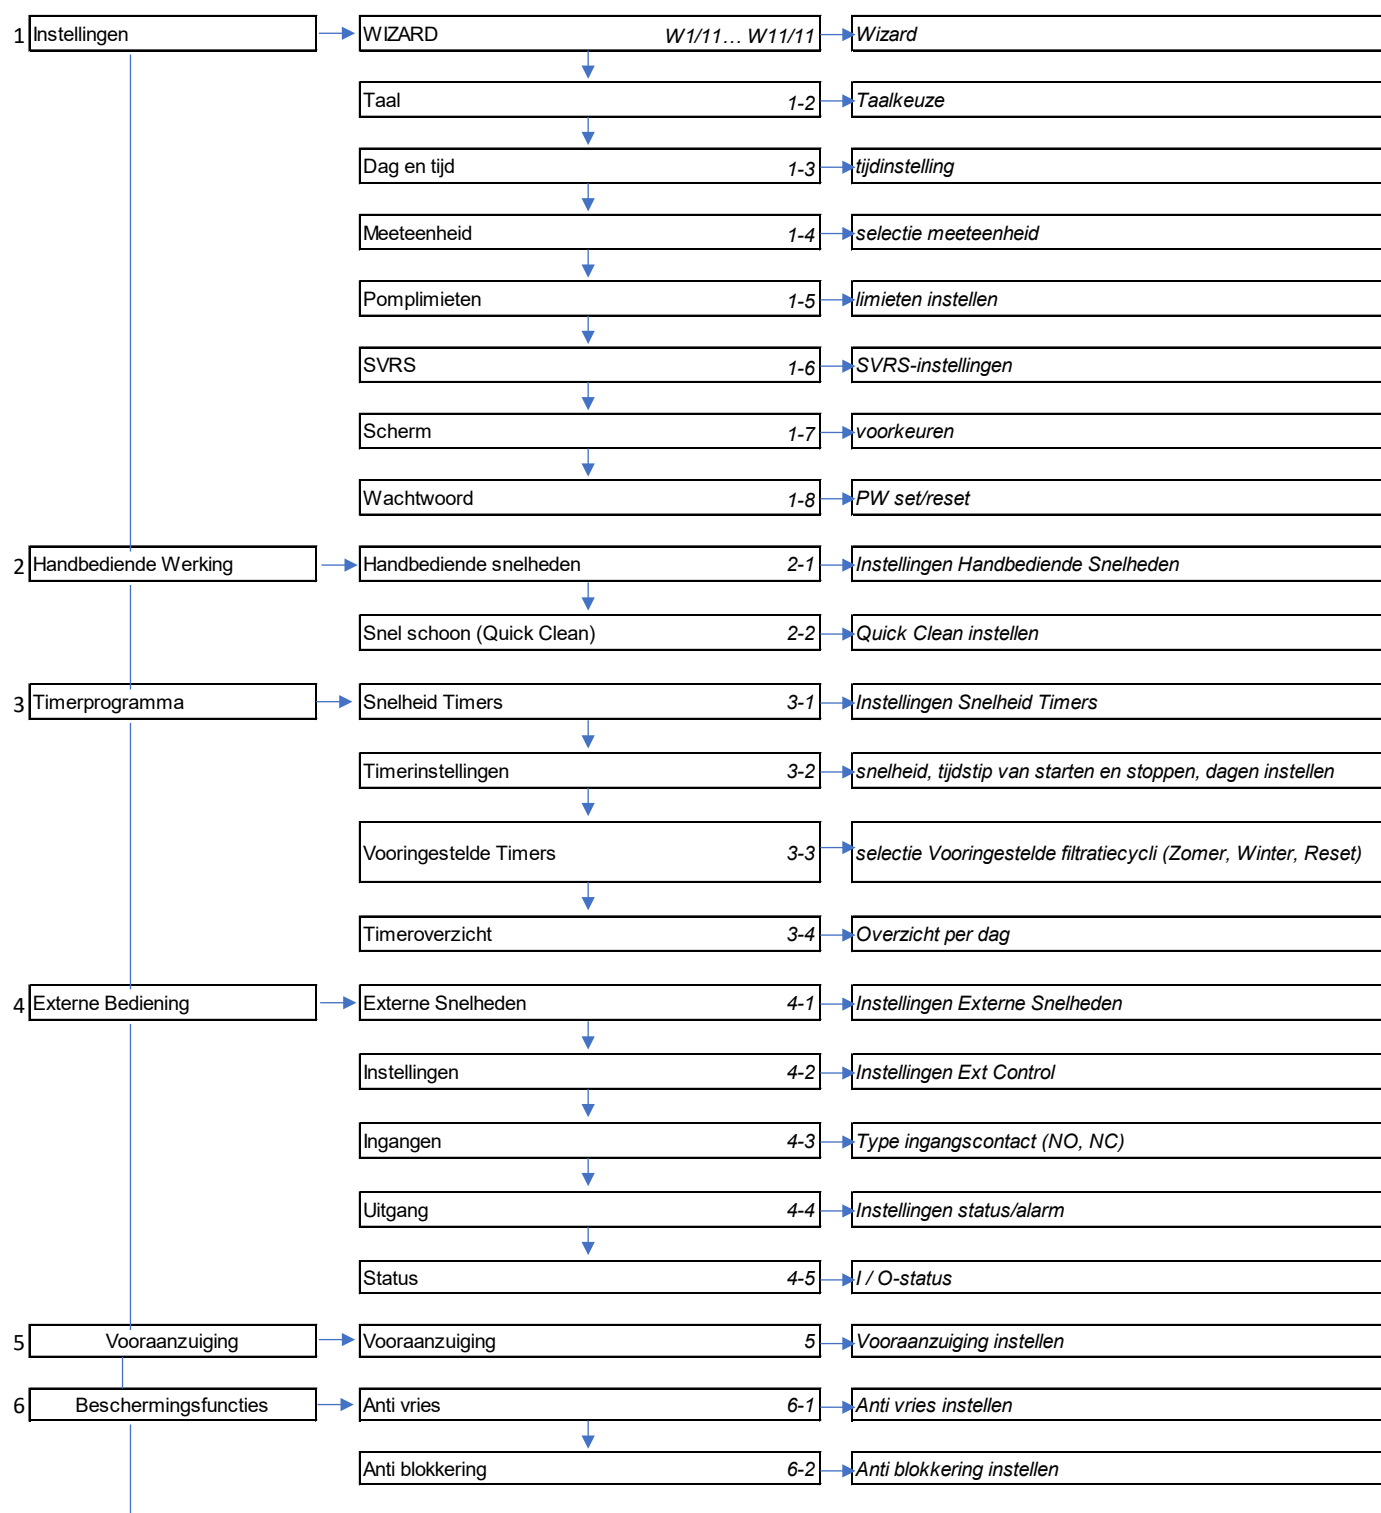 1 Instellingen WIZARD W1/11… W11/11 Wizard
Taal 1-2 Taalkeuze
Dag en tijd 1-3 tijdinstelling
Meeteenheid 1-4 selectie meeteenheid
Pomplimieten 1-5 limieten instellen
SVRS 1-6 SVRS-instellingen
Scherm 1-7 voorkeuren
Wachtwoord 1-8 PW set/reset
2 Handbediende Werking Handbediende snelheden 2-1 Instellingen Handbediende Snelheden
Snel schoon (Quick Clean) 2-2 Quick Clean instellen
3 Timerprogramma Snelheid Timers 3-1 Instellingen Snelheid Timers
Timerinstellingen 3-2 snelheid, tijdstip van starten en stoppen, dagen instellen
Vooringestelde Timers 3-3 selectie Vooringestelde filtratiecycli (Zomer, Winter, Reset)
Timeroverzicht 3-4 Overzicht per dag
4 Externe Bediening Externe Snelheden 4-1 Instellingen Externe Snelheden
Instellingen 4-2 Instellingen Ext Control
Ingangen 4-3 Type ingangscontact (NO, NC)
Uitgang 4-4 Instellingen status/alarm
Status 4-5 I / O-status
5 Vooraanzuiging Vooraanzuiging 5 Vooraanzuiging instellen
6 Beschermingsfuncties Anti vries 6-1 Anti vries instellen
Anti blokkering 6-2 Anti blokkering instellen